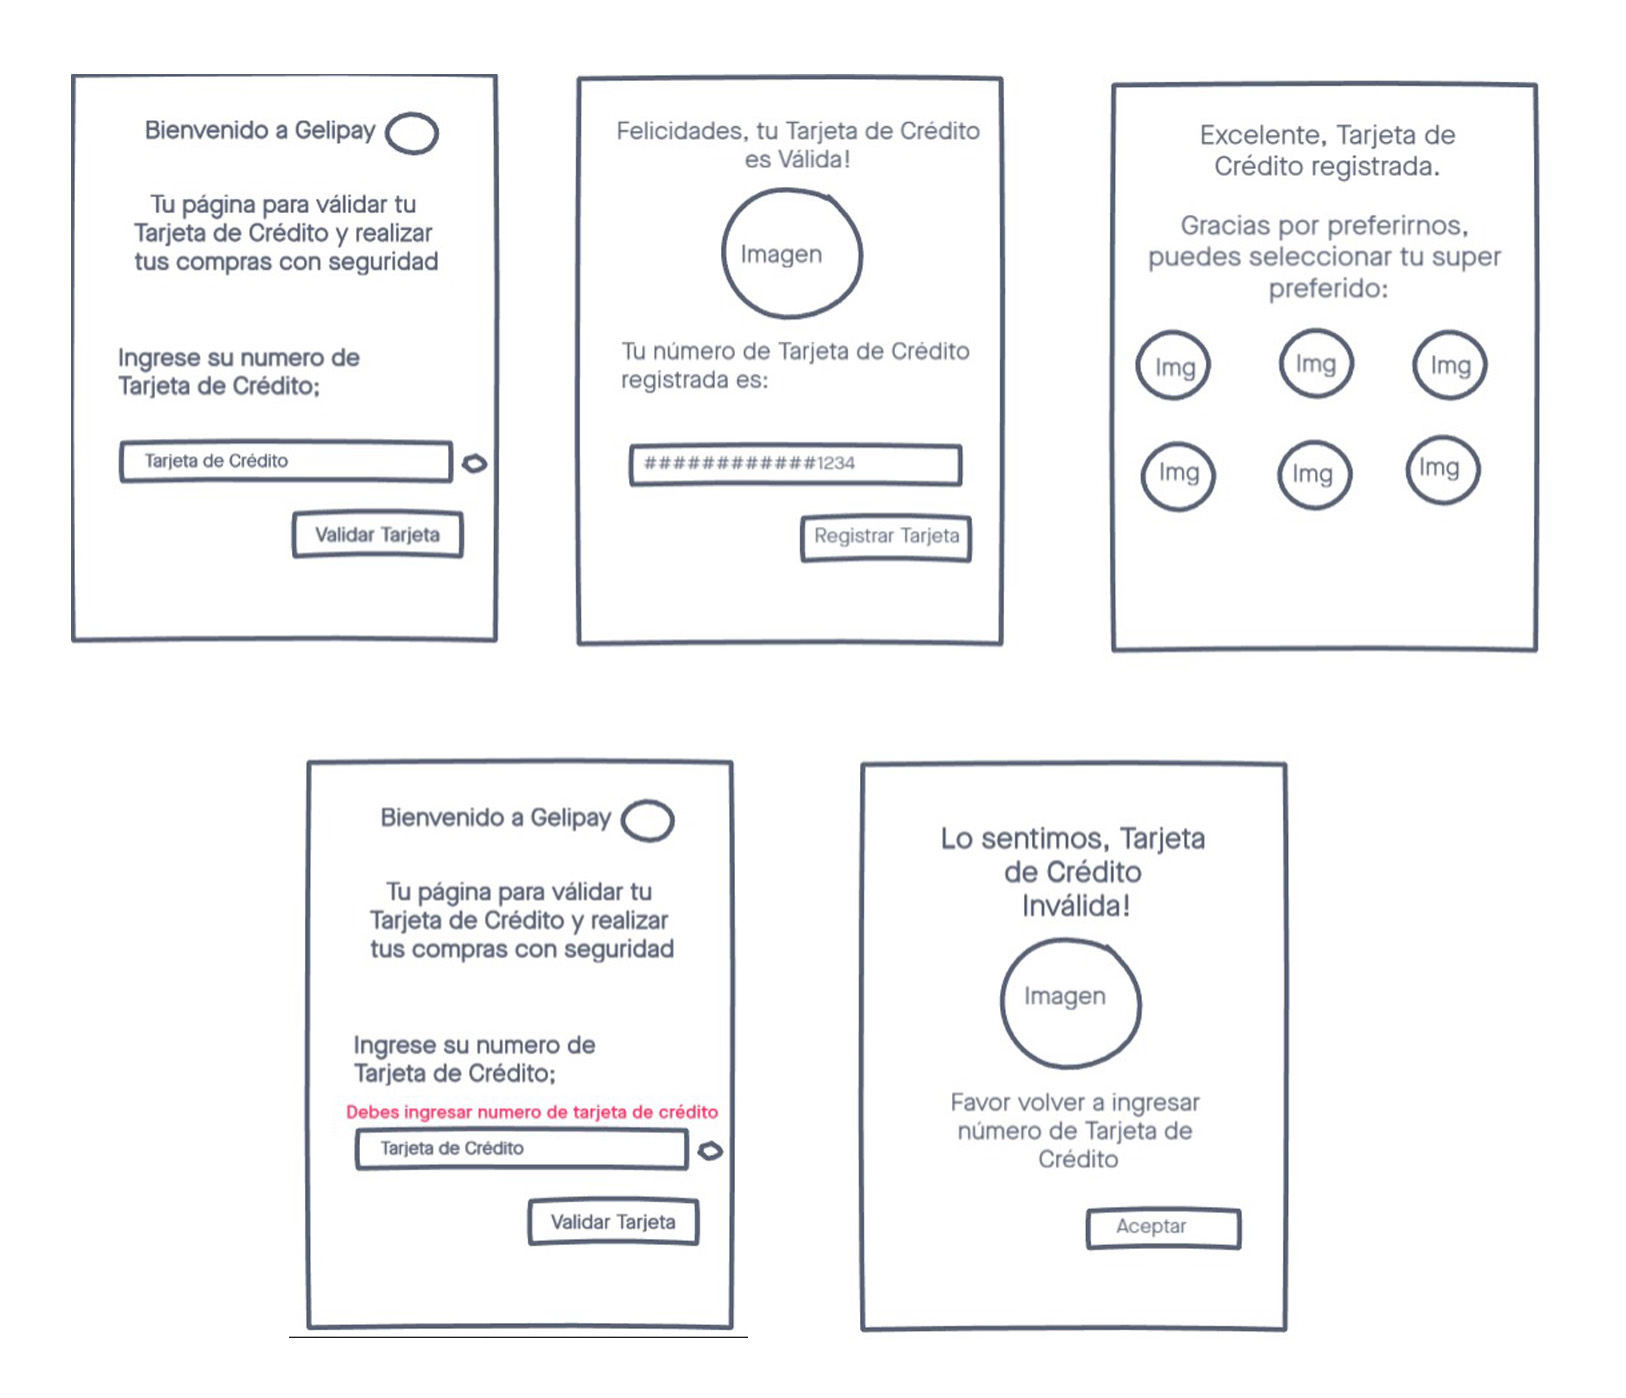 Bienvenido a Gelipay
Tu página para válidar tu
Tarjeta de Crédito y realizar
tus compras con seguridad
Ingrese su numero de
Tarjeta de Crédito;
Tarjeta de Crédito
Validar Tarjeta
Felicidades, tu Tarjeta de Crédito
es Válida!
Imagen
Tu número de Tarjeta de Crédito
registrada es:
############1234
Registrar Tarjeta
Excelente, Tarjeta de
Crédito registrada.
Gracias por preferirnos,
puedes seleccionar tu super
preferido:
Img
Img
Img
Img
Img
Img
Bienvenido a Gelipay
Tu página para válidar tu
Tarjeta de Crédito y realizar
tus compras con seguridad
Ingrese su numero de
Tarjeta de Crédito;
Debes ingresar numero de tarjeta de crédito
Tarjeta de Crédito
Validar Tarjeta
Lo sentimos, Tarjeta
de Crédito
Inválida!
Imagen
Favor volver a ingresar
número de Tarjeta de
Crédito
Aceptar